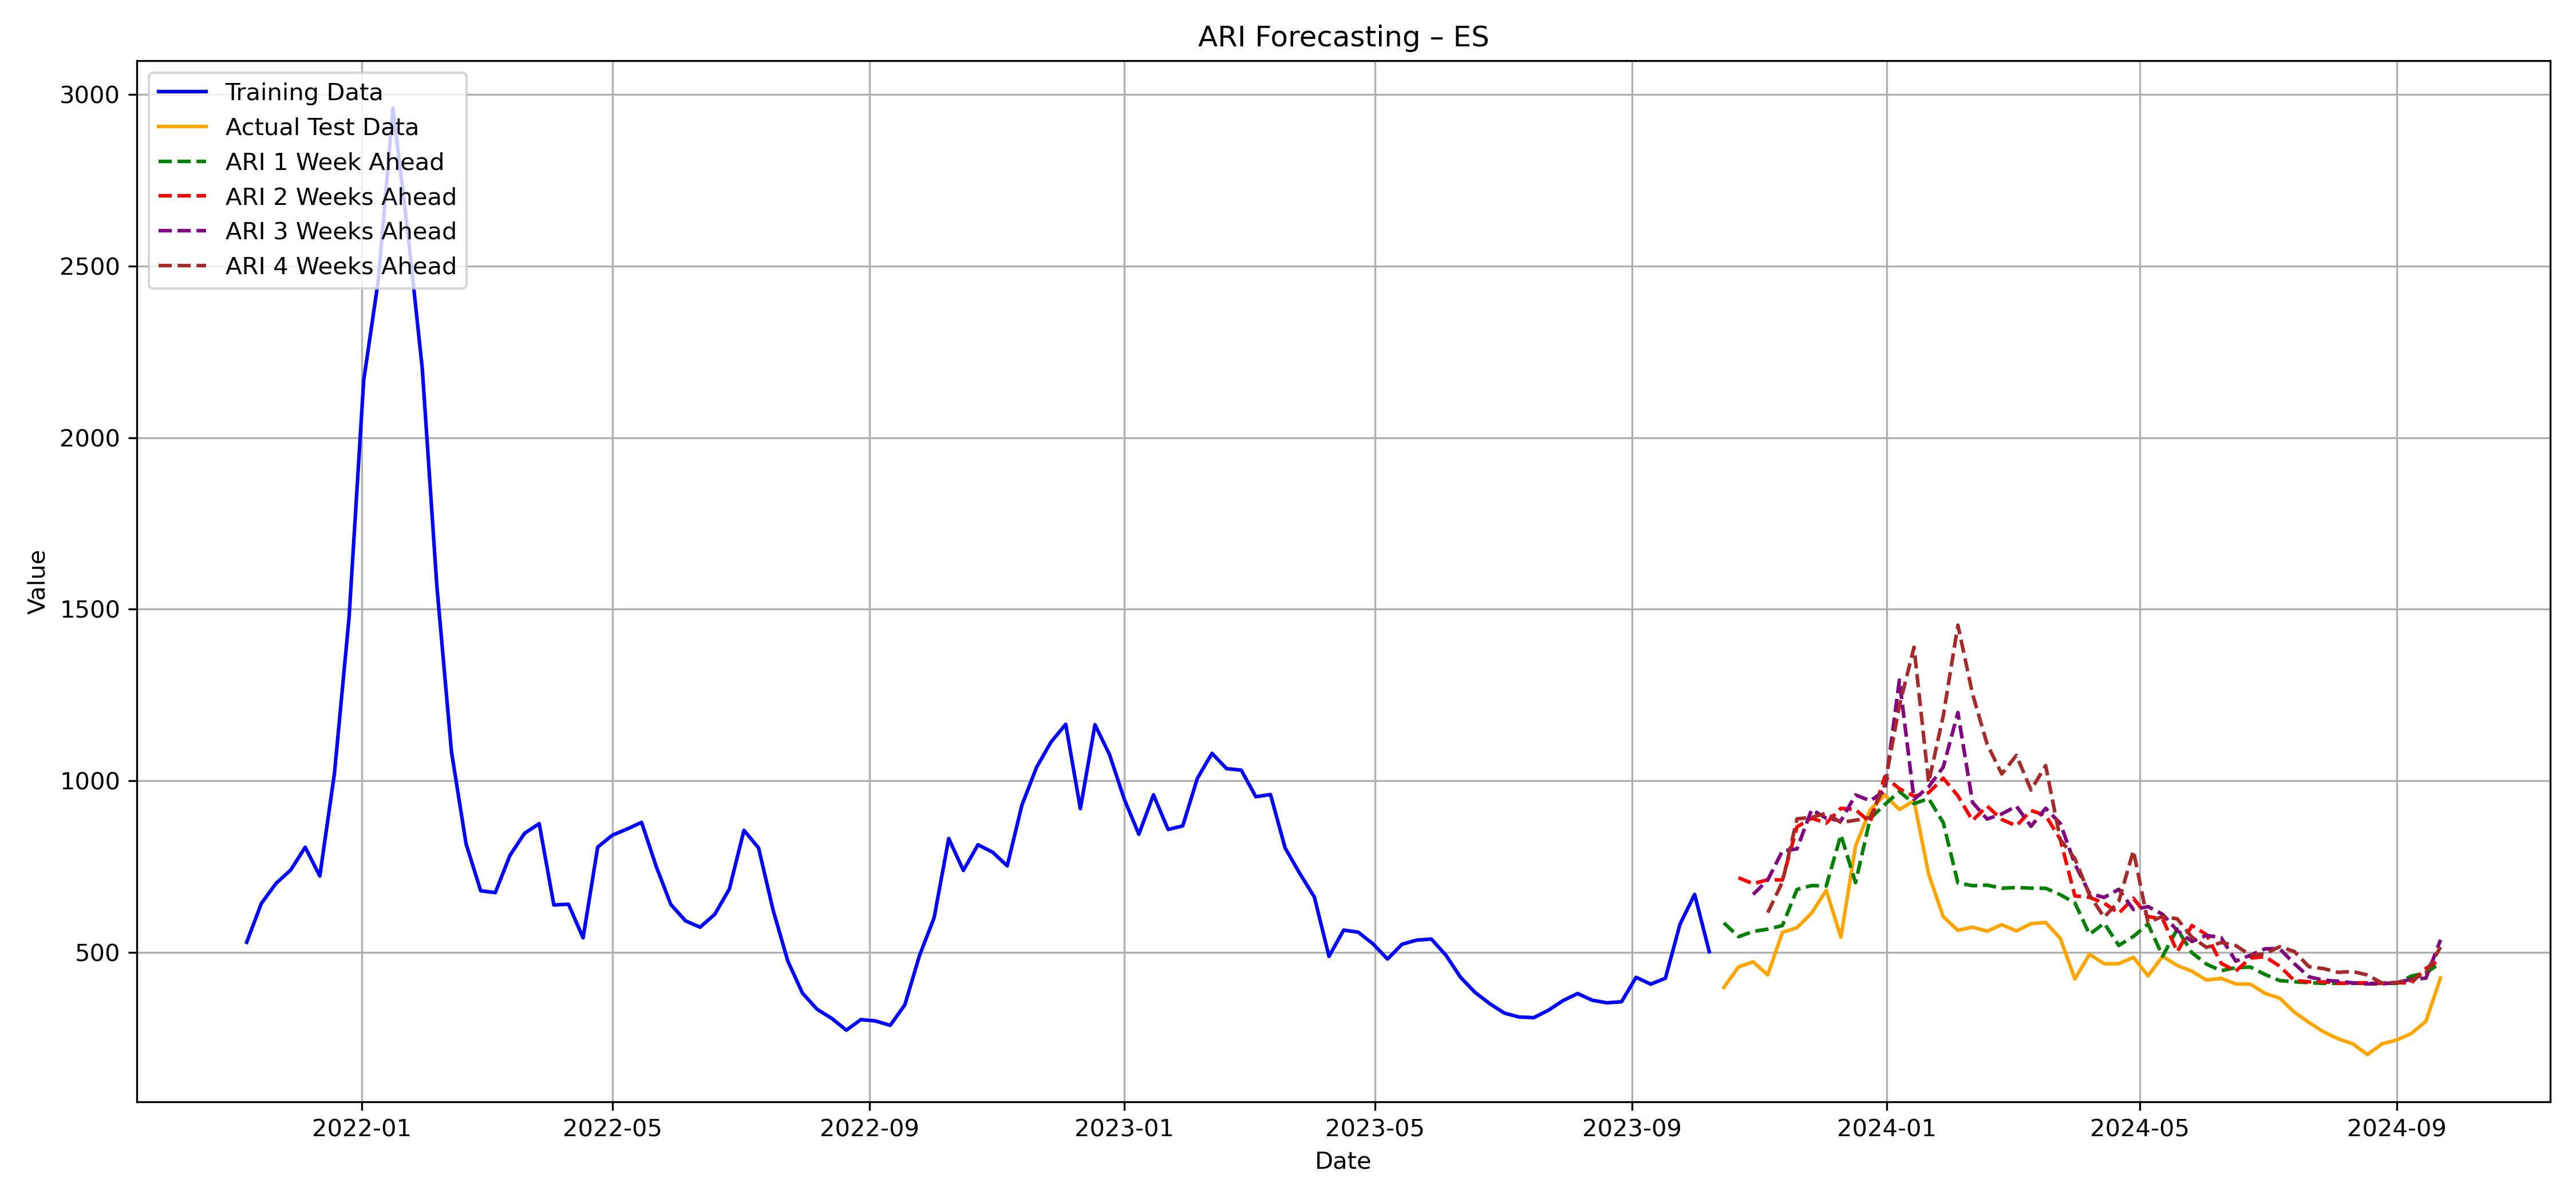 ARI Forecasting – ES
Training Data
Actual Test Data
ARI 1 Week Ahead
ARI 2 Weeks Ahead
ARI 3 Weeks Ahead
ARI 4 Weeks Ahead
3000
2500
2000
1500
1000
500
Value
2022-01 2022-05 2022-09 2023-01 2023-05 2023-09 2024-01 2024-05 2024-09
Date